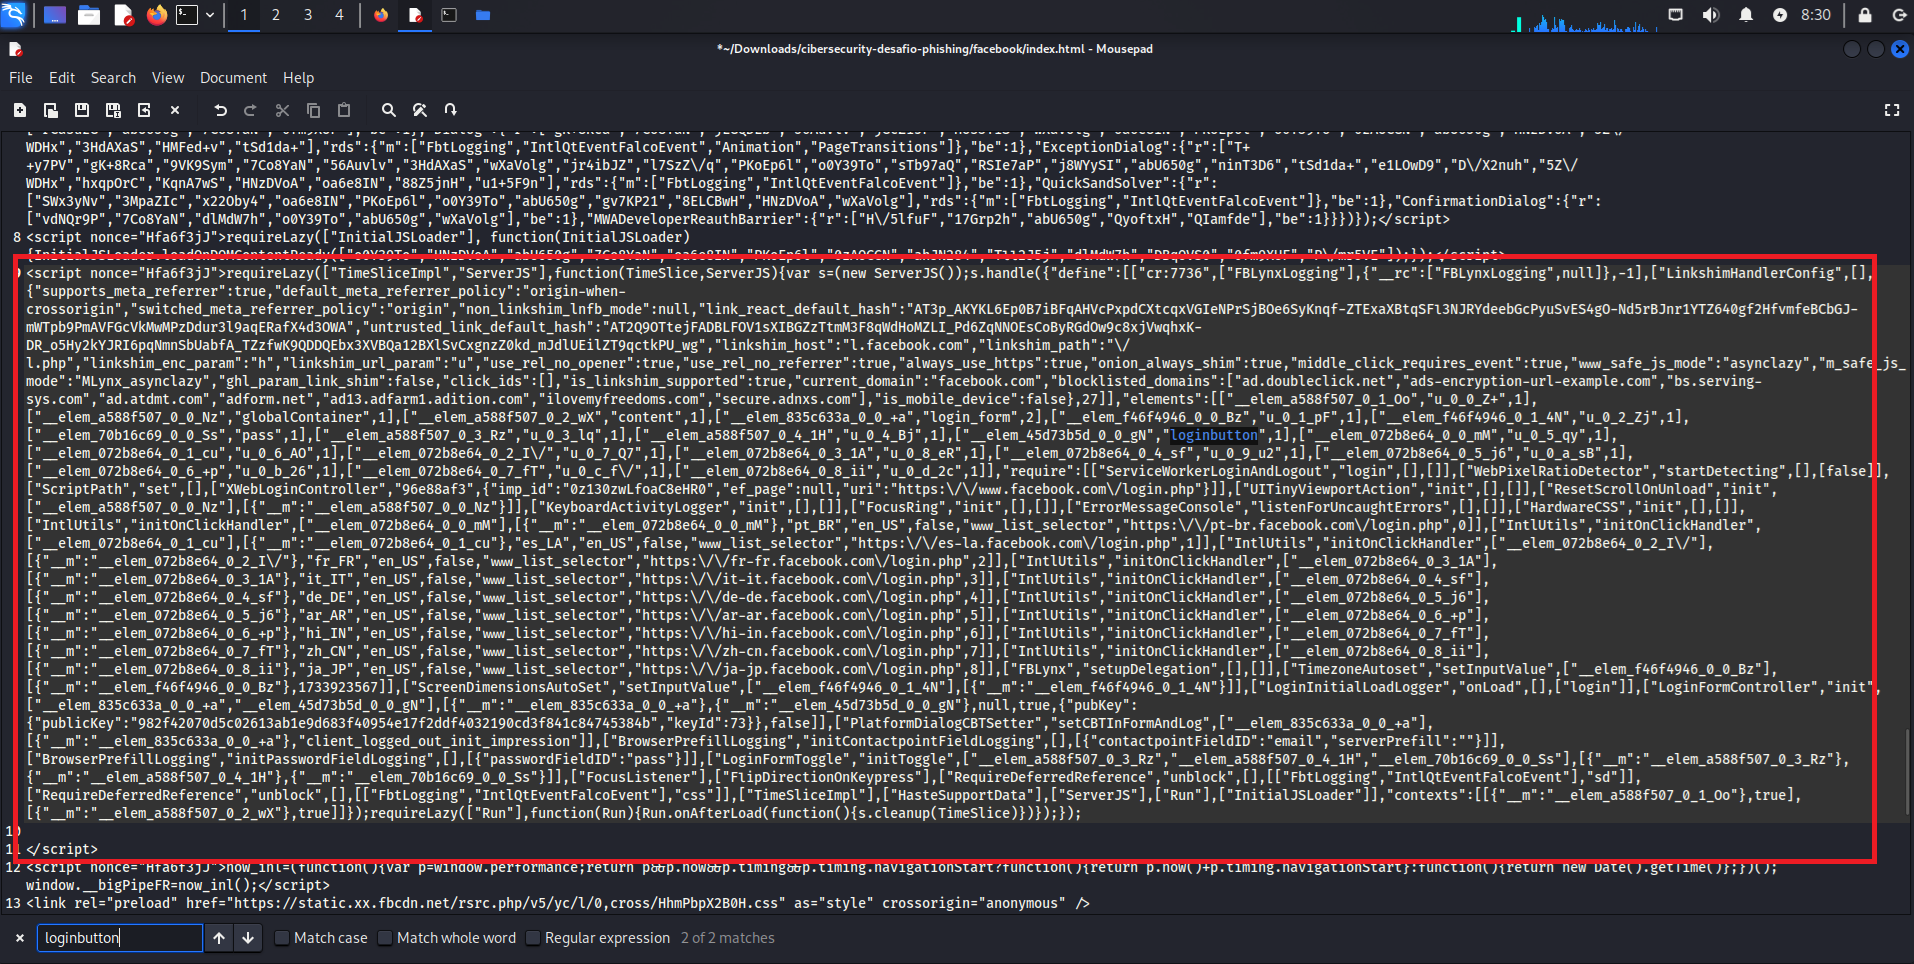 1 2 3 4 8:30
*~/Downloads/cibersecurity-desafio-phishing/facebook/index.html - Mousepad
File Edit Search View Document Help
WDHx","3HdAXaS","HMFed+v","tSd1da+"],"rds":{"m":["FbtLogging","IntlQtEventFalcoEvent","Animation","PageTransitions"]},"be":1},"ExceptionDialog":{"r":["T+
+y7PV","gK+8Rca","9VK9Sym","7Co8YaN","56Auvlv","3HdAXaS","wXaVolg","jr4ibJZ","l7SzZ\/q","PKoEp6l","o0Y39To","sTb97aQ","RSIe7aP","j8WYySI","abU650g","ninT3D6","tSd1da+","e1LOwD9","D\/X2nuh","5Z\/
WDHx","hxqpOrC","KqnA7wS","HNzDVoA","oa6e8IN","88Z5jnH","u1+5F9n"],"rds":{"m":["FbtLogging","IntlQtEventFalcoEvent"]},"be":1},"QuickSandSolver":{"r":
["SWx3yNv","3MpaZIc","x22Oby4","oa6e8IN","PKoEp6l","o0Y39To","abU650g","gv7KP21","8ELCBwH","HNzDVoA","wXaVolg"],"rds":{"m":["FbtLogging","IntlQtEventFalcoEvent"]},"be":1},"ConfirmationDialog":{"r":
["vdNQr9P","7Co8YaN","dlMdW7h","o0Y39To","abU650g","wXaVolg"],"be":1},"MWADeveloperReauthBarrier":{"r":["H\/5lfuF","17Grp2h","abU650g","QyoftxH","QIamfde"],"be":1}}})});</script>
8 <script nonce="Hfa6f3jJ">requireLazy(["InitialJSLoader"], function(InitialJSLoader)
9 <script nonce="Hfa6f3jJ">requireLazy(["TimeSliceImpl","ServerJS"],function(TimeSlice,ServerJS){var s=(new ServerJS());s.handle({"define":[["cr:7736",["FBLynxLogging"],{"__rc":["FBLynxLogging",null]},-1],["LinkshimHandlerConfig",[],
{"supports_meta_referrer":true,"default_meta_referrer_policy":"origin-when-
crossorigin","switched_meta_referrer_policy":"origin","non_linkshim_lnfb_mode":null,"link_react_default_hash":"AT3p_AKYKL6Ep0B7iBFqAHVcPxpdCXtcqxVGIeNPrSjBOe6SyKnqf-ZTExaXBtqSFl3NJRYdeebGcPyuSvES4gO-Nd5rBJnr1YTZ640gf2HfvmfeBCbGJ-
mWTpb9PmAVFGcVkMwMPzDdur3l9aqERafX4d3OWA","untrusted_link_default_hash":"AT2Q9OTtejFADBLFOV1sXIBGZzTtmM3F8qWdHoMZLI_Pd6ZqNNOEsCoByRGdOw9c8xjVwqhxK-
DR_o5Hy2kYJRI6pqNmnSbUabfA_TZzfwK9QDDQEbx3XVBQa12BXlSvCxgnzZ0kd_mJdlUEilZT9qctkPU_wg","linkshim_host":"l.facebook.com","linkshim_path":"\/
l.php","linkshim_enc_param":"h","linkshim_url_param":"u","use_rel_no_opener":true,"use_rel_no_referrer":true,"always_use_https":true,"onion_always_shim":true,"middle_click_requires_event":true,"www_safe_js_mode":"asynclazy","m_safe_js_
mode":"MLynx_asynclazy","ghl_param_link_shim":false,"click_ids":[],"is_linkshim_supported":true,"current_domain":"facebook.com","blocklisted_domains":["ad.doubleclick.net","ads-encryption-url-example.com","bs.serving-
sys.com","ad.atdmt.com","adform.net","ad13.adfarm1.adition.com","ilovemyfreedoms.com","secure.adnxs.com"],"is_mobile_device":false},27]],"elements":[["__elem_a588f507_0_1_Oo","u_0_0_Z+",1],
["__elem_a588f507_0_0_Nz","globalContainer",1],["__elem_a588f507_0_2_wX","content",1],["__elem_835c633a_0_0_+a","login_form",2],["__elem_f46f4946_0_0_Bz","u_0_1_pF",1],["__elem_f46f4946_0_1_4N","u_0_2_Zj",1],
["__elem_70b16c69_0_0_Ss","pass",1],["__elem_a588f507_0_3_Rz","u_0_3_lq",1],["__elem_a588f507_0_4_1H","u_0_4_Bj",1],["__elem_45d73b5d_0_0_gN","loginbutton",1],["__elem_072b8e64_0_0_mM","u_0_5_qy",1],
["__elem_072b8e64_0_1_cu","u_0_6_AO",1],["__elem_072b8e64_0_2_I\/","u_0_7_Q7",1],["__elem_072b8e64_0_3_1A","u_0_8_eR",1],["__elem_072b8e64_0_4_sf","u_0_9_u2",1],["__elem_072b8e64_0_5_j6","u_0_a_sB",1],
["__elem_072b8e64_0_6_+p","u_0_b_26",1],["__elem_072b8e64_0_7_fT","u_0_c_f\/",1],["__elem_072b8e64_0_8_ii","u_0_d_2c",1]],"require":[["ServiceWorkerLoginAndLogout","login",[],[]],["WebPixelRatioDetector","startDetecting",[],[false]],
["ScriptPath","set",[],["XWebLoginController","96e88af3",{"imp_id":"0z130zwLfoaC8eHR0","ef_page":null,"uri":"https:\/\/www.facebook.com\/login.php"}]],["UITinyViewportAction","init",[],[]],["ResetScrollOnUnload","init",
["__elem_a588f507_0_0_Nz"],[{"__m":"__elem_a588f507_0_0_Nz"}]],["KeyboardActivityLogger","init",[],[]],["FocusRing","init",[],[]],["ErrorMessageConsole","listenForUncaughtErrors",[],[]],["HardwareCSS","init",[],[]],
["IntlUtils","initOnClickHandler",["__elem_072b8e64_0_0_mM"],[{"__m":"__elem_072b8e64_0_0_mM"},"pt_BR","en_US",false,"www_list_selector","https:\/\/pt-br.facebook.com\/login.php",0]],["IntlUtils","initOnClickHandler",
["__elem_072b8e64_0_1_cu"],[{"__m":"__elem_072b8e64_0_1_cu"},"es_LA","en_US",false,"www_list_selector","https:\/\/es-la.facebook.com\/login.php",1]],["IntlUtils","initOnClickHandler",["__elem_072b8e64_0_2_I\/"],
[{"__m":"__elem_072b8e64_0_2_I\/"},"fr_FR","en_US",false,"www_list_selector","https:\/\/fr-fr.facebook.com\/login.php",2]],["IntlUtils","initOnClickHandler",["__elem_072b8e64_0_3_1A"],
[{"__m":"__elem_072b8e64_0_3_1A"},"it_IT","en_US",false,"www_list_selector","https:\/\/it-it.facebook.com\/login.php",3]],["IntlUtils","initOnClickHandler",["__elem_072b8e64_0_4_sf"],
[{"__m":"__elem_072b8e64_0_4_sf"},"de_DE","en_US",false,"www_list_selector","https:\/\/de-de.facebook.com\/login.php",4]],["IntlUtils","initOnClickHandler",["__elem_072b8e64_0_5_j6"],
[{"__m":"__elem_072b8e64_0_5_j6"},"ar_AR","en_US",false,"www_list_selector","https:\/\/ar-ar.facebook.com\/login.php",5]],["IntlUtils","initOnClickHandler",["__elem_072b8e64_0_6_+p"],
[{"__m":"__elem_072b8e64_0_6_+p"},"hi_IN","en_US",false,"www_list_selector","https:\/\/hi-in.facebook.com\/login.php",6]],["IntlUtils","initOnClickHandler",["__elem_072b8e64_0_7_fT"],
[{"__m":"__elem_072b8e64_0_7_fT"},"zh_CN","en_US",false,"www_list_selector","https:\/\/zh-cn.facebook.com\/login.php",7]],["IntlUtils","initOnClickHandler",["__elem_072b8e64_0_8_ii"],
[{"__m":"__elem_072b8e64_0_8_ii"},"ja_JP","en_US",false,"www_list_selector","https:\/\/ja-jp.facebook.com\/login.php",8]],["FBLynx","setupDelegation",[],[]],["TimezoneAutoset","setInputValue",["__elem_f46f4946_0_0_Bz"],
[{"__m":"__elem_f46f4946_0_0_Bz"},1733923567]],["ScreenDimensionsAutoSet","setInputValue",["__elem_f46f4946_0_1_4N"],[{"__m":"__elem_f46f4946_0_1_4N"}]],["LoginInitialLoadLogger","onLoad",[],["login"]],["LoginFormController","init",
["__elem_835c633a_0_0_+a","__elem_45d73b5d_0_0_gN"],[{"__m":"__elem_835c633a_0_0_+a"},{"__m":"__elem_45d73b5d_0_0_gN"},null,true,{"pubKey":
{"publicKey":"982f42070d5c02613ab1e9d683f40954e17f2ddf4032190cd3f841c84745384b","keyId":73}},false]],["PlatformDialogCBTSetter","setCBTInFormAndLog",["__elem_835c633a_0_0_+a"],
[{"__m":"__elem_835c633a_0_0_+a"},"client_logged_out_init_impression"]],["BrowserPrefillLogging","initContactpointFieldLogging",[],[{"contactpointFieldID":"email","serverPrefill":""}]],
["BrowserPrefillLogging","initPasswordFieldLogging",[],[{"passwordFieldID":"pass"}]],["LoginFormToggle","initToggle",["__elem_a588f507_0_3_Rz","__elem_a588f507_0_4_1H","__elem_70b16c69_0_0_Ss"],[{"__m":"__elem_a588f507_0_3_Rz"},
{"__m":"__elem_a588f507_0_4_1H"},{"__m":"__elem_70b16c69_0_0_Ss"}]],["FocusListener"],["FlipDirectionOnKeypress"],["RequireDeferredReference","unblock",[],[["FbtLogging","IntlQtEventFalcoEvent"],"sd"]],
["RequireDeferredReference","unblock",[],[["FbtLogging","IntlQtEventFalcoEvent"],"css"]],["TimeSliceImpl"],["HasteSupportData"],["ServerJS"],["Run"],["InitialJSLoader"]],"contexts":[[{"__m":"__elem_a588f507_0_1_Oo"},true],
[{"__m":"__elem_a588f507_0_2_wX"},true]]});requireLazy(["Run"],function(Run){Run.onAfterLoad(function(){s.cleanup(TimeSlice)})});});
10
11 </script>
12 <script nonce="Hfa6f3jJ">now_inl=(function(){var p=window.performance;return p&&p.now&&p.timing&&p.timing.navigationStart?function(){return p.now()+p.timing.navigationStart}:function(){return new Date().getTime()};})();
window.__bigPipeFR=now_inl();</script>
13 <link rel="preload" href="https://static.xx.fbcdn.net/rsrc.php/v5/yc/l/0,cross/HhmPbpX2B0H.css" as="style" crossorigin="anonymous" />
loginbutton Match case Match whole word Regular expression 2 of 2 matches